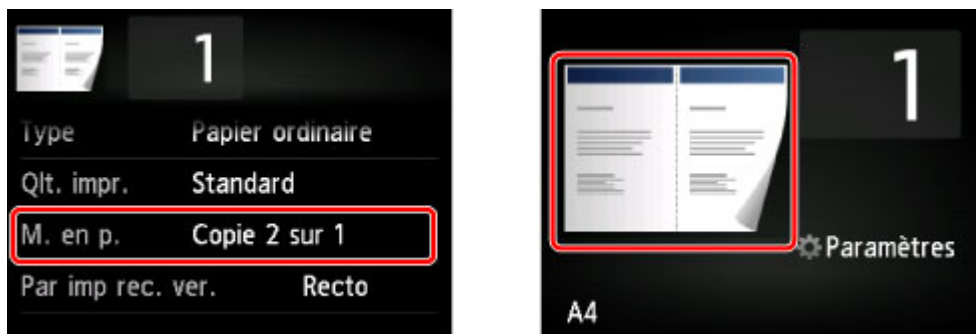 1
Type Papier ordinaire
Qlt. impr. Standard
M. en p. Copie 2 sur 1
Par imp rec. ver. Recto
1
Paramètres
A4